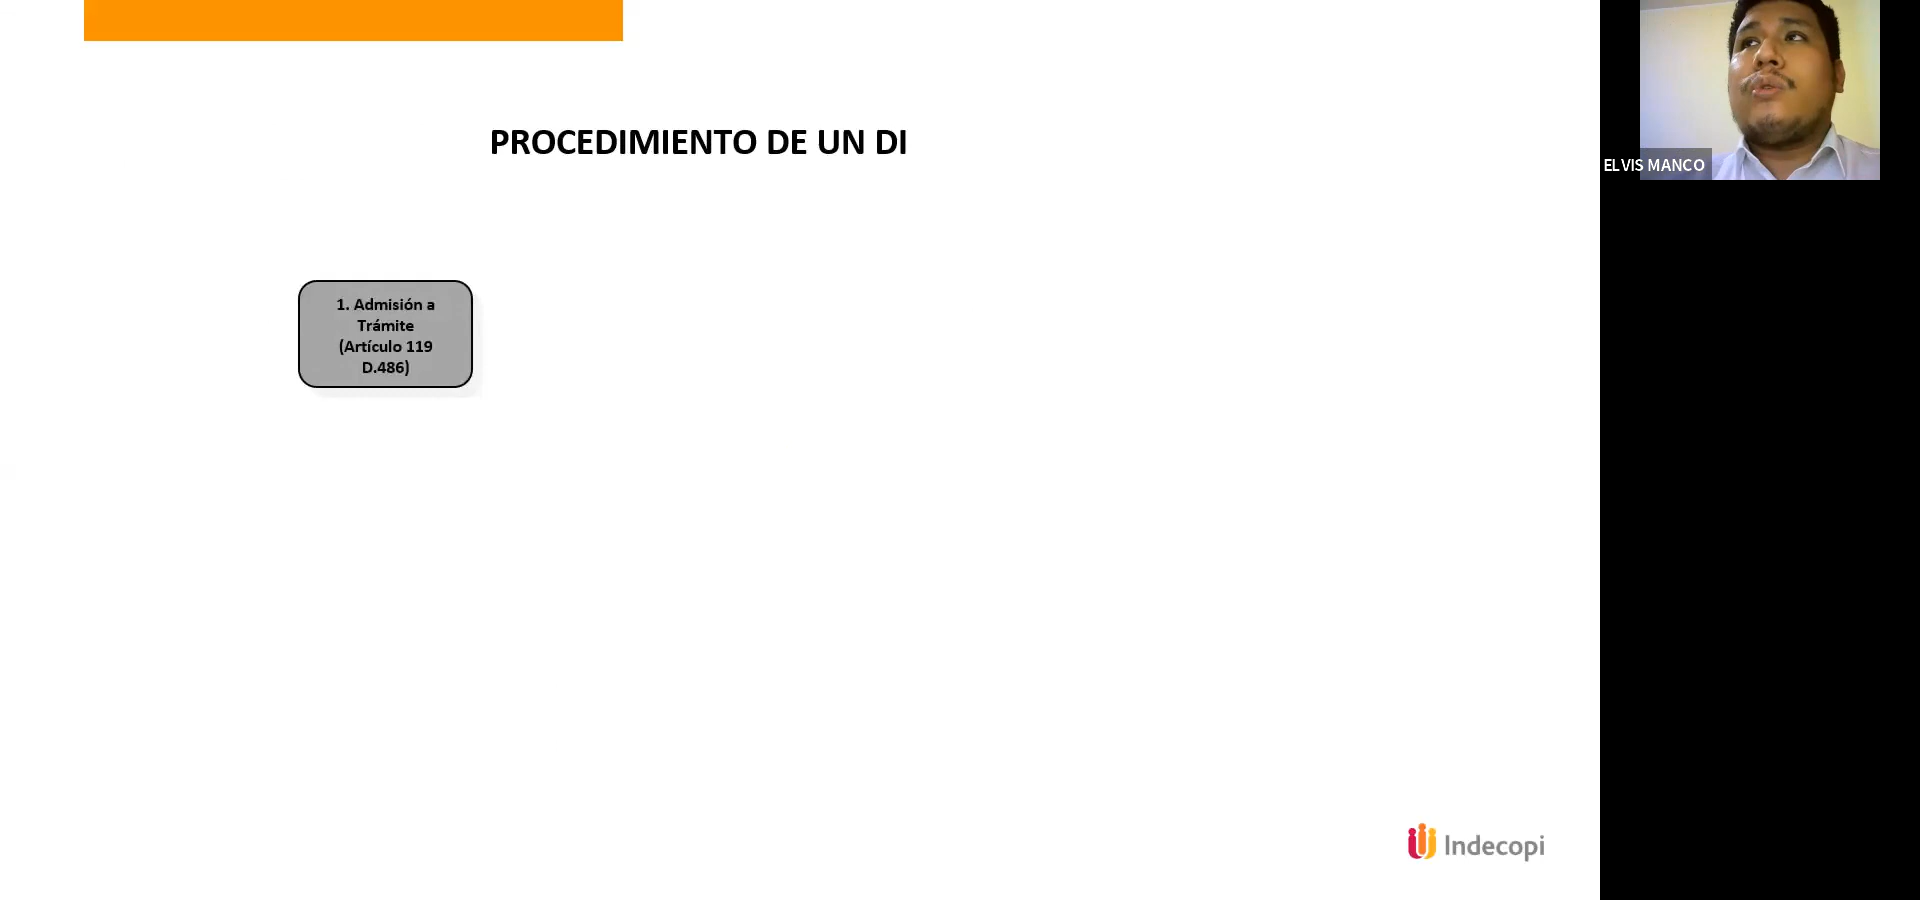 PROCEDIMIENTO DE UN DI
1. Admisión a
Trámite
(Artículo 119
D.486)
ELVIS MANCO
Indecopi